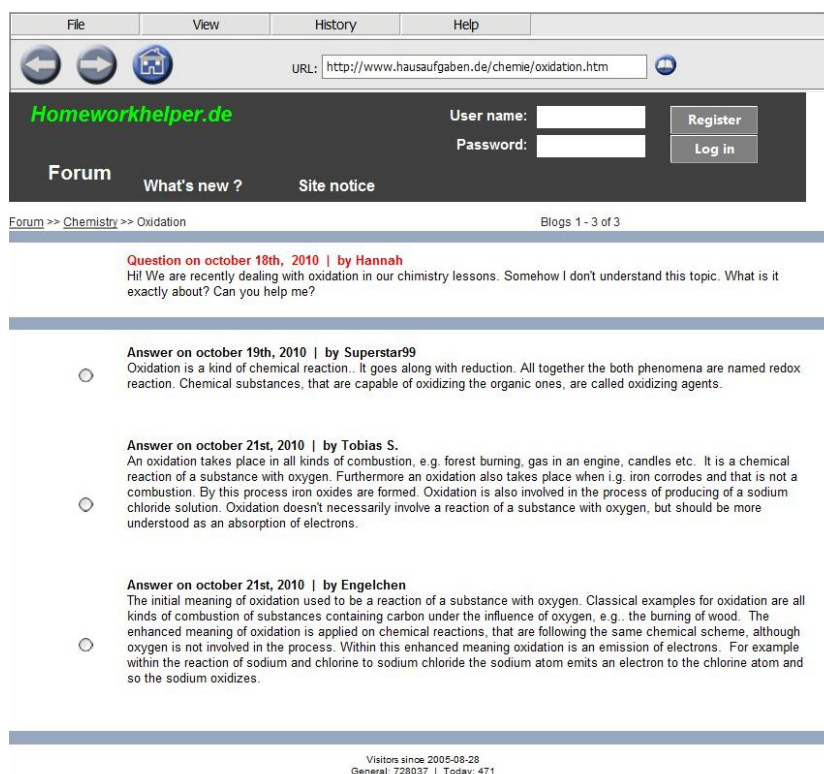 File View History Help
URL: http://www.hausaufgaben.de/chemie/oxidation.htm
Homeworkhelper.de
User name:
Register
Password:
Log in
Forum What's new ? Site notice
Forum >> Chemistry >> Oxidation Blogs 1 - 3 of 3
Question on october 18th, 2010 | by Hannah
Hi! We are recently dealing with oxidation in our chimistry lessons. Somehow I don't understand this topic. What is it
exactly about? Can you help me?
Answer on october 19th, 2010 | by Superstar99
Oxidation is a kind of chemical reaction.. It goes along with reduction. All together the both phenomena are named redox
reaction. Chemical substances, that are capable of oxidizing the organic ones, are called oxidizing agents.
Answer on october 21st, 2010 | by Tobias S.
An oxidation takes place in all kinds of combustion, e.g. forest burning, gas in an engine, candles etc. It is a chemical
reaction of a substance with oxygen. Furthermore an oxidation also takes place when i.g. iron corrodes and that is not a
combustion. By this process iron oxides are formed. Oxidation is also involved in the process of producing of a sodium
chloride solution. Oxidation doesn't necessarily involve a reaction of a substance with oxygen, but should be more
understood as an absorption of electrons.
Answer on october 21st, 2010 | by Engelchen
The initial meaning of oxidation used to be a reaction of a substance with oxygen. Classical examples for oxidation are all
kinds of combustion of substances containing carbon under the influence of oxygen, e.g.. the burning of wood. The
enhanced meaning of oxidation is applied on chemical reactions, that are following the same chemical scheme, although
oxygen is not involved in the process. Within this enhanced meaning oxidation is an emission of electrons. For example
within the reaction of sodium and chlorine to sodium chloride the sodium atom emits an electron to the chlorine atom and
so the sodium oxidizes.
Visitors since 2005-08-28
General: 728037 | Today: 471